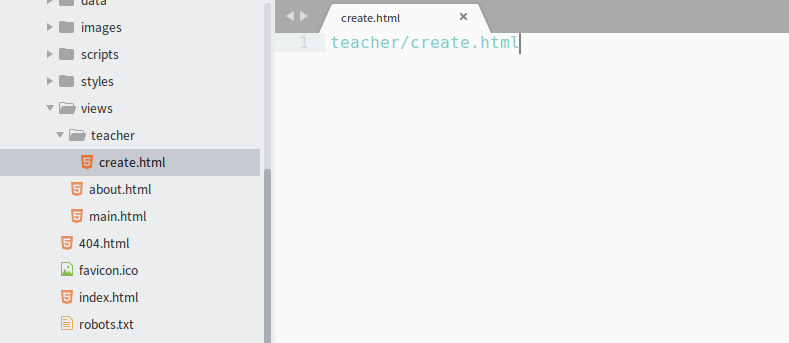 data
images
scripts
styles
views
teacher
create.html
about.html
main.html
404.html
favicon.ico
index.html
robots.txt
create.html ×
1 teacher/create.html